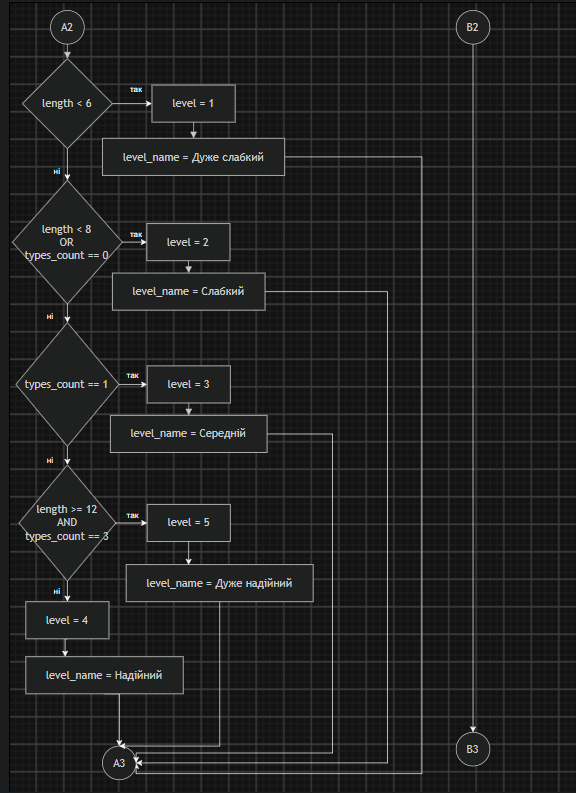 A2
B2
length < 6
так
level = 1
level_name = Дуже слабкий
ні
length < 8
OR
types_count == 0
так
level = 2
level_name = Слабкий
ні
types_count == 1
так
level = 3
level_name = Середній
ні
length >= 12
AND
types_count == 3
так
level = 5
level_name = Дуже надійний
ні
level = 4
level_name = Надійний
A3
B3